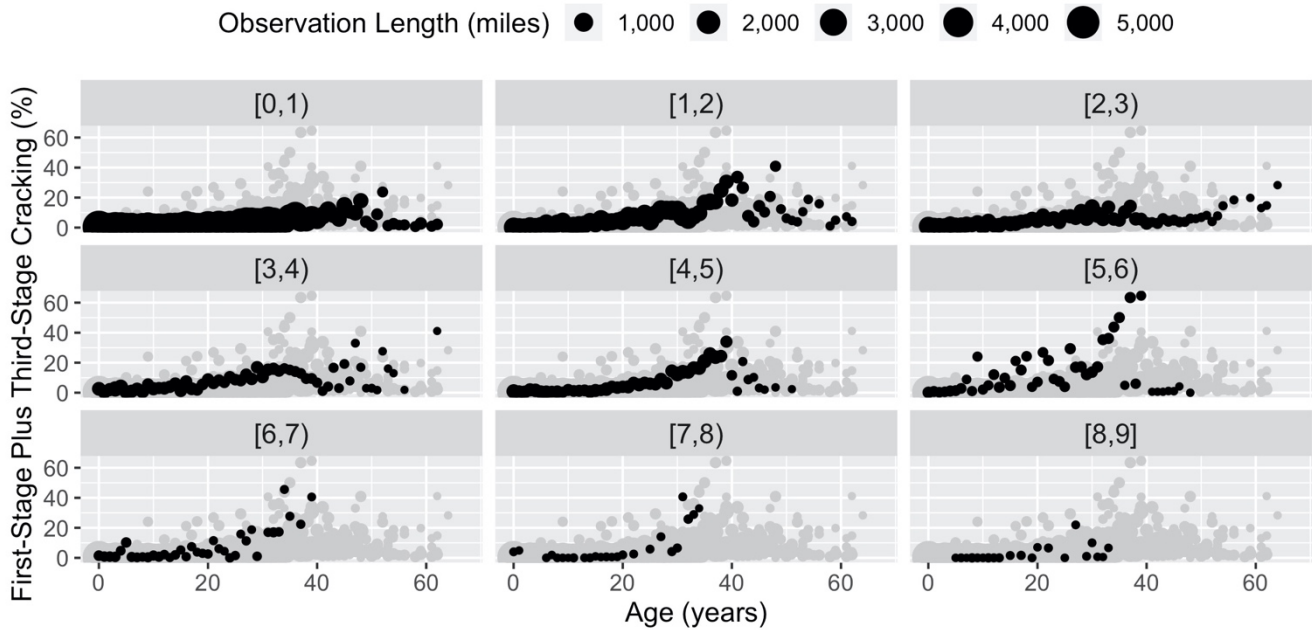 Observation Length (miles) 1,000 2,000 3,000 4,000 5,000
First-Stage Plus Third-Stage Cracking (%)
[0,1) [1,2) [2,3)
60
40
20
0
[3,4) [4,5) [5,6)
60
40
20
0
[6,7) [7,8) [8,9]
60
40
20
0
0 20 40 60 0 20 40 60 0 20 40 60
Age (years)